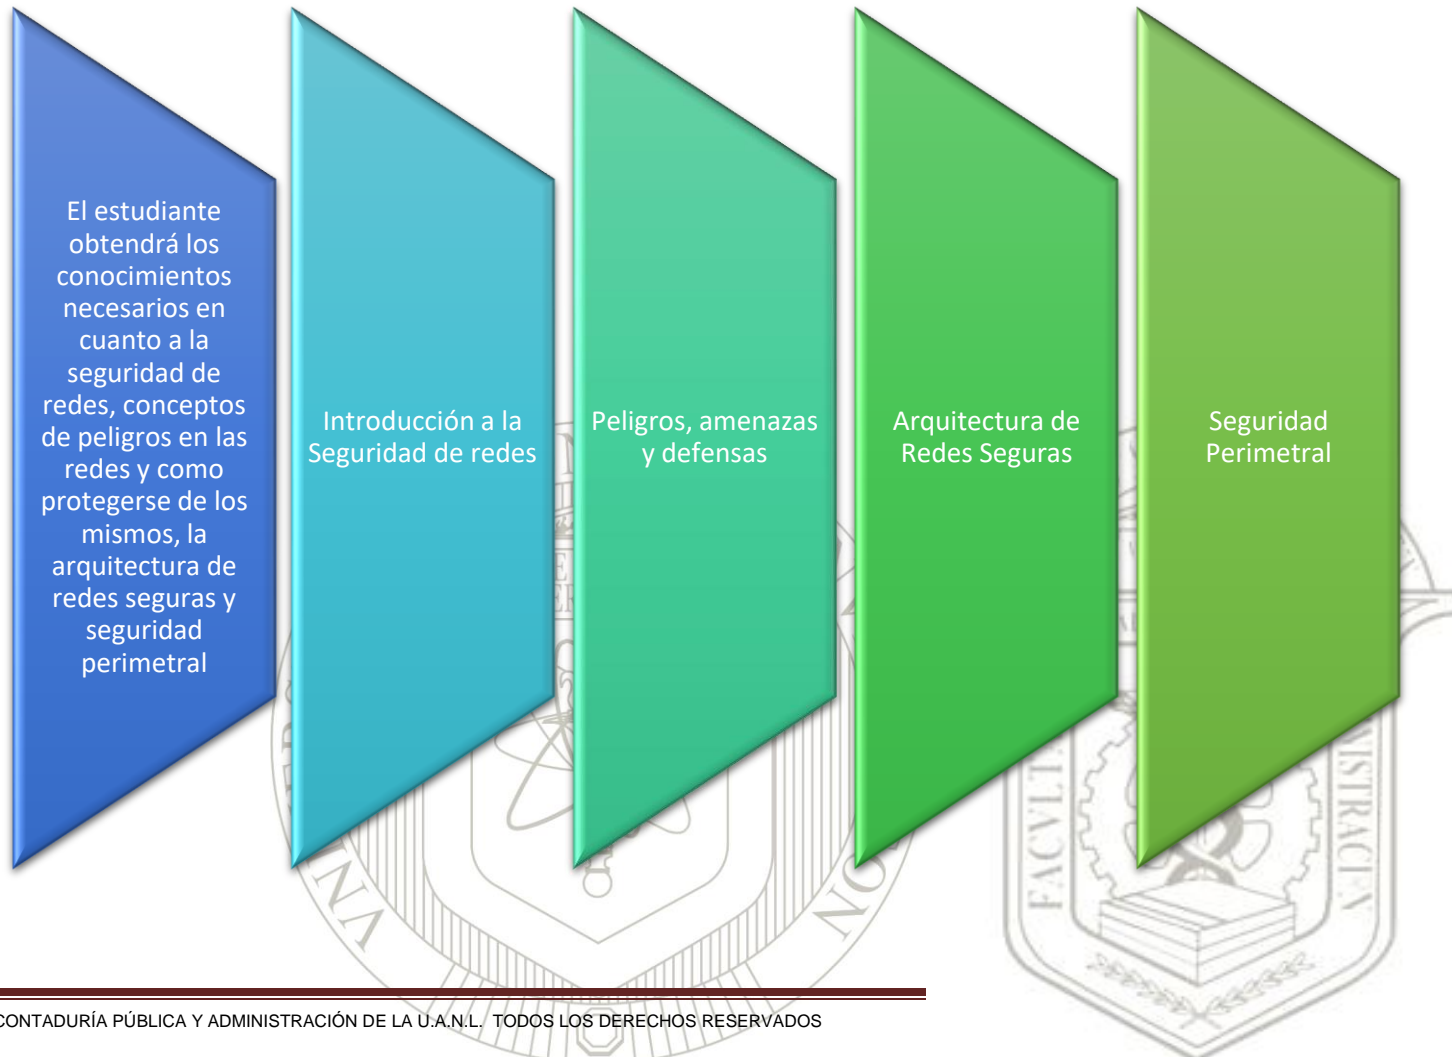 El estudiante
obtendrá los
conocimientos
necesarios en
cuanto a la
seguridad de
redes, conceptos
de peligros en las
redes y como
protegerse de los
mismos, la
arquitectura de
redes seguras y
seguridad
perimetral
Introducción a la
Seguridad de redes
Peligros, amenazas
y defensas
Arquitectura de
Redes Seguras
Seguridad
Perimetral
CONTADURÍA PÚBLICA Y ADMINISTRACIÓN DE LA U.A.N.L. TODOS LOS DERECHOS RESERVADOS